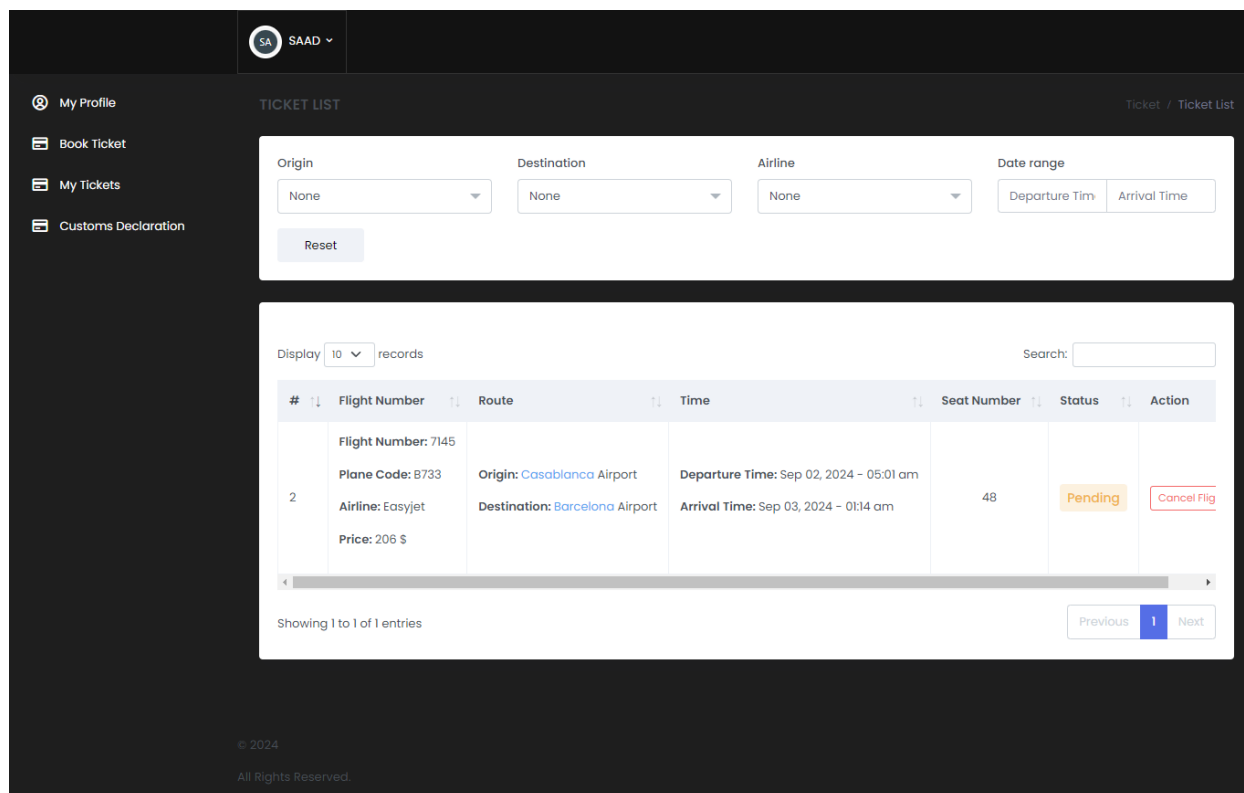 SA SAAD
My Profile
Book Ticket
My Tickets
Customs Declaration
TICKET LIST
Ticket / Ticket List
Origin Destination Airline Date range
None None None Departure Tim Arrival Time
Reset
Display 10 records
Search:
# Flight Number Route Time Seat Number Status Action
Flight Number: 7145
Plane Code: B733 Origin: Casablanca Airport Departure Time: Sep 02, 2024 - 05:01 am
2 48 Pending Cancel Flig
Airline: Easyjet Destination: Barcelona Airport Arrival Time: Sep 03, 2024 - 01:14 am
Price: 206 $
Showing 1 to 1 of 1 entries
Previous 1 Next
© 2024
All Rights Reserved.